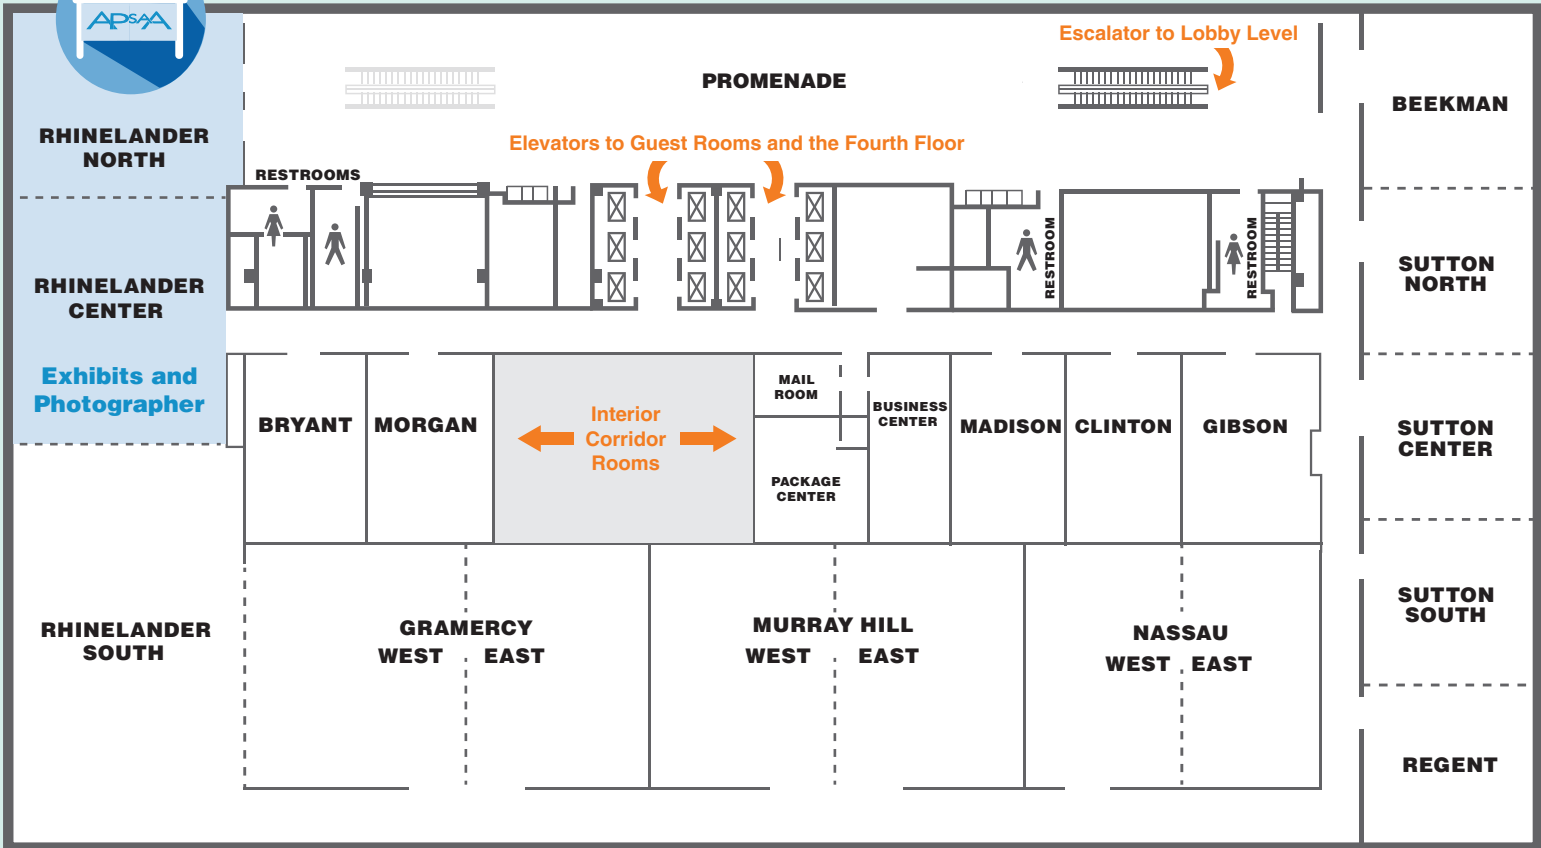 APSAA
Escalator to Lobby Level
PROMENADE
BEEKMAN
RHINELANDER
NORTH
Elevators to Guest Rooms and the Fourth Floor
RESTROOMS
RESTROOM
RESTROOM
SUTTON
NORTH
RHINELANDER
CENTER
Exhibits and
Photographer
BRYANT
MORGAN
Interior
Corridor
Rooms
MAIL
ROOM
PACKAGE
CENTER
BUSINESS
CENTER
MADISON
CLINTON
GIBSON
SUTTON
CENTER
SUTTON
SOUTH
RHINELANDER
SOUTH
GRAMERCY
WEST EAST
MURRAY HILL
WEST EAST
NASSAU
WEST EAST
REGENT